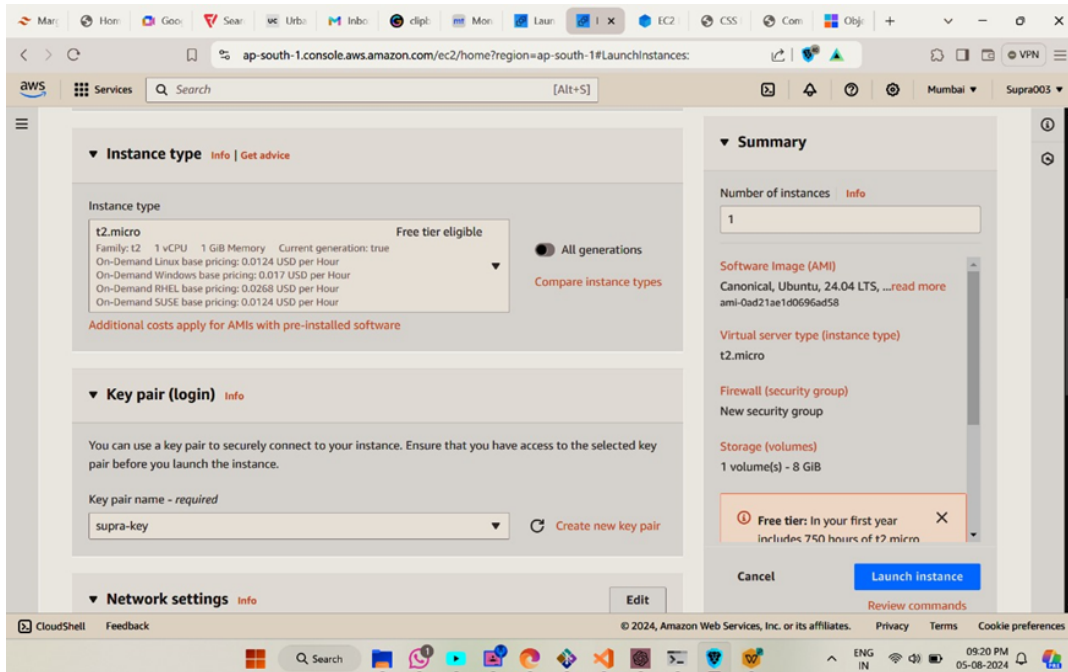 Marg
Hom
Goog
Sear
UC Urba
Inbo
clipb
mt Mon
Laun
I
EC2
CSS
Com
Obje
ap-south-1.console.aws.amazon.com/ec2/home?region=ap-south-1#LaunchInstances:
VPN
aws
Services
Search
[Alt+S]
Mumbai
Supra003
Instance type Info | Get advice
Instance type
t2.micro Free tier eligible
Family: t2 1 vCPU 1 GiB Memory Current generation: true
On-Demand Linux base pricing: 0.0124 USD per Hour
On-Demand Windows base pricing: 0.017 USD per Hour
On-Demand RHEL base pricing: 0.0268 USD per Hour
On-Demand SUSE base pricing: 0.0124 USD per Hour
All generations
Compare instance types
Additional costs apply for AMIs with pre-installed software
Key pair (login) Info
You can use a key pair to securely connect to your instance. Ensure that you have access to the selected key
pair before you launch the instance.
Key pair name - required
supra-key
Create new key pair
Network settings Info
Edit
Summary
Number of instances Info
1
Software Image (AMI)
Canonical, Ubuntu, 24.04 LTS, ...read more
ami-0ad21ae1d0696ad58
Virtual server type (instance type)
t2.micro
Firewall (security group)
New security group
Storage (volumes)
1 volume(s) - 8 GiB
Free tier: In your first year
includes 750 hours of t2.micro
Cancel
Launch instance
Review commands
CloudShell Feedback
© 2024, Amazon Web Services, Inc. or its affiliates. Privacy Terms Cookie preferences
Search
ENG
IN
09:20 PM
05-08-2024